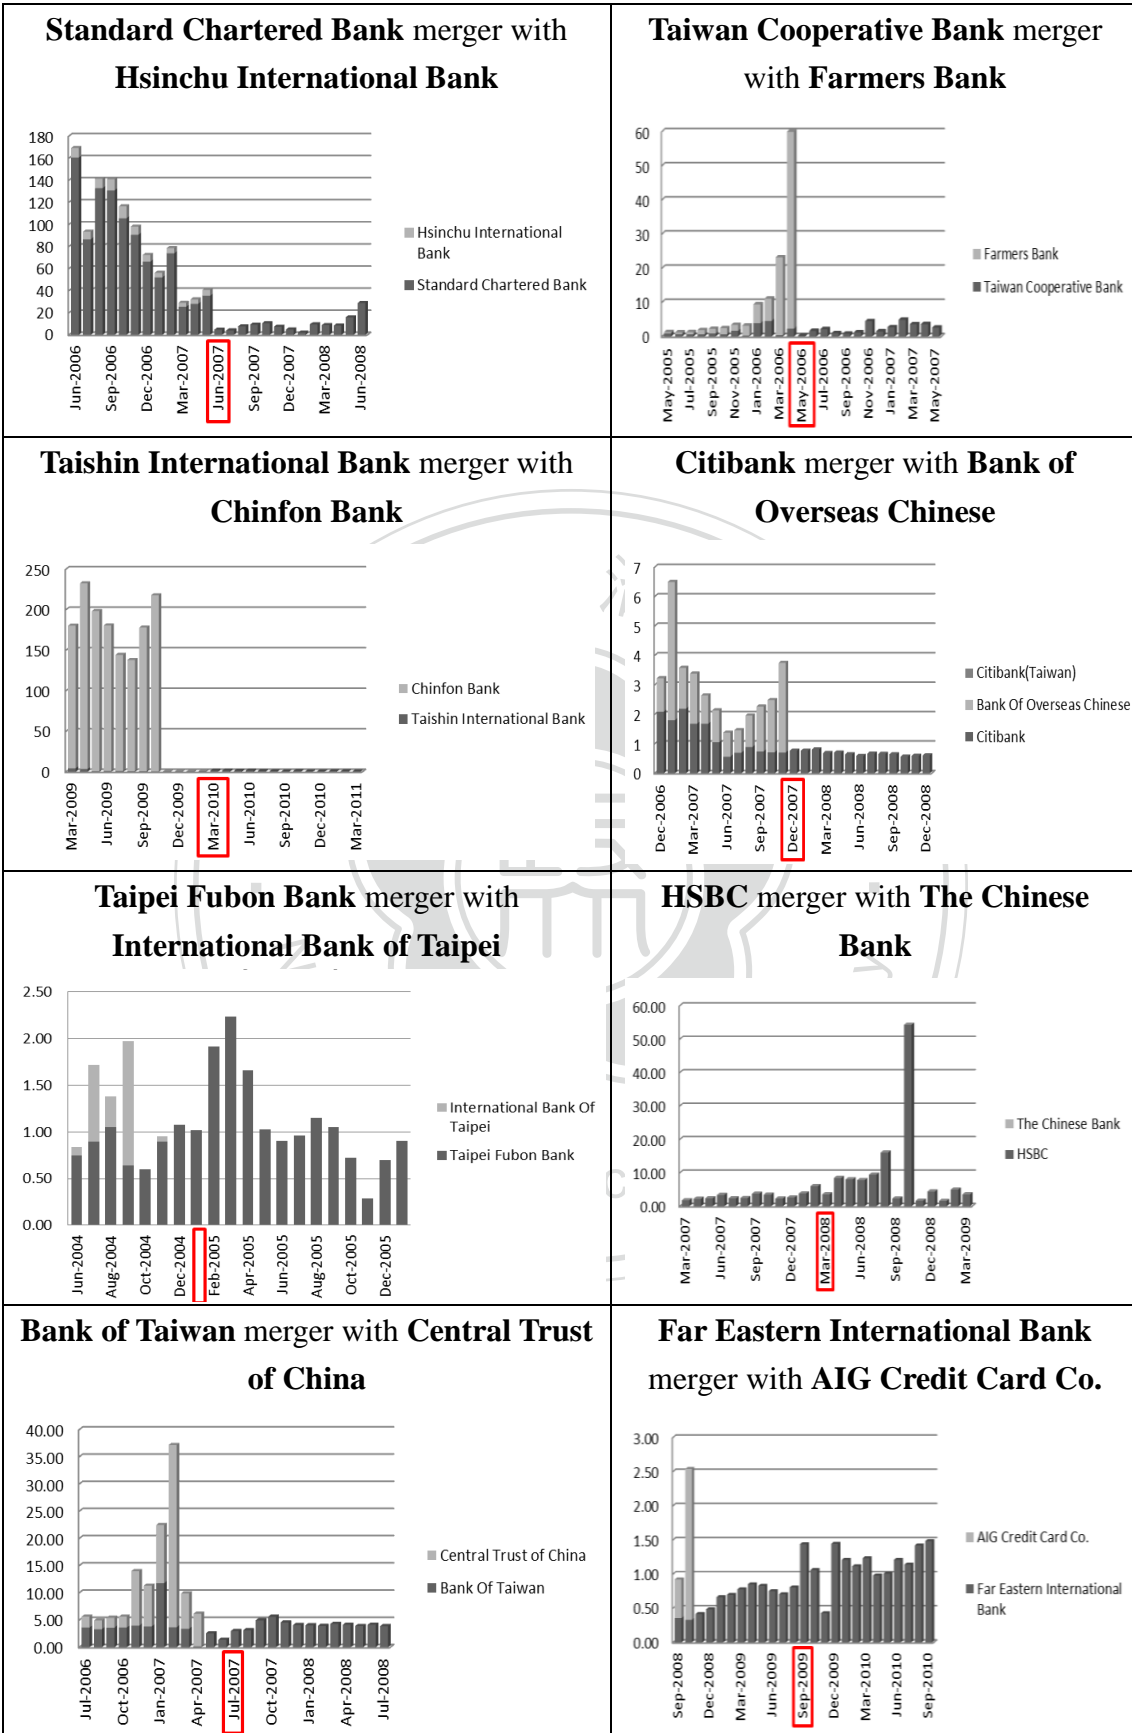 Standard Chartered Bank merger with
Hsinchu International Bank
180
160
140
120
100
80
60
40
20
0
Jun-2006
Sep-2006
Dec-2006
Mar-2007
Jun-2007
Sep-2007
Dec-2007
Mar-2008
Jun-2008
Hsinchu International
Bank
Standard Chartered Bank
Taiwan Cooperative Bank merger
with Farmers Bank
60
50
40
30
20
10
0
May-2005
Jul-2005
Sep-2005
Nov-2005
Jan-2006
Mar-2006
May-2006
Jul-2006
Sep-2006
Nov-2006
Jan-2007
Mar-2007
May-2007
Farmers Bank
Taiwan Cooperative Bank
Taishin International Bank merger with
Chinfon Bank
250
200
150
100
50
0
Mar-2009
Jun-2009
Sep-2009
Dec-2009
Mar-2010
Jun-2010
Sep-2010
Dec-2010
Mar-2011
Chinfon Bank
Taishin International Bank
Citibank merger with Bank of
Overseas Chinese
7
6
5
4
3
2
1
0
Dec-2006
Mar-2007
Jun-2007
Sep-2007
Dec-2007
Mar-2008
Jun-2008
Sep-2008
Dec-2008
Citibank(Taiwan)
Bank Of Overseas Chinese
Citibank
Taipei Fubon Bank merger with
International Bank of Taipei
2.50
2.00
1.50
1.00
0.50
0.00
Jun-2004
Aug-2004
Oct-2004
Dec-2004
Feb-2005
Apr-2005
Jun-2005
Aug-2005
Oct-2005
Dec-2005
International Bank Of
Taipei
Taipei Fubon Bank
HSBC merger with The Chinese
Bank
60.00
50.00
40.00
30.00
20.00
10.00
0.00
Mar-2007
Jun-2007
Sep-2007
Dec-2007
Mar-2008
Jun-2008
Sep-2008
Dec-2008
Mar-2009
The Chinese Bank
HSBC
Bank of Taiwan merger with Central Trust
of China
40.00
35.00
30.00
25.00
20.00
15.00
10.00
5.00
0.00
Jul-2006
Oct-2006
Jan-2007
Apr-2007
Jul-2007
Oct-2007
Jan-2008
Apr-2008
Jul-2008
Central Trust of China
Bank Of Taiwan
Far Eastern International Bank
merger with AIG Credit Card Co.
3.00
2.50
2.00
1.50
1.00
0.50
0.00
Sep-2008
Dec-2008
Mar-2009
Jun-2009
Sep-2009
Dec-2009
Mar-2010
Jun-2010
Sep-2010
AIG Credit Card Co.
Far Eastern International
Bank